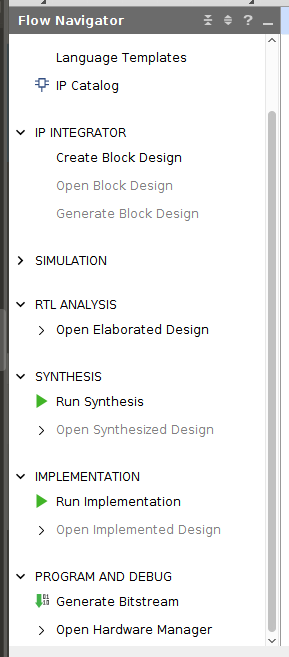 Flow Navigator
Language Templates
IP Catalog
IP INTEGRATOR
Create Block Design
Open Block Design
Generate Block Design
SIMULATION
RTL ANALYSIS
Open Elaborated Design
SYNTHESIS
Run Synthesis
Open Synthesized Design
IMPLEMENTATION
Run Implementation
Open Implemented Design
PROGRAM AND DEBUG
Generate Bitstream
Open Hardware Manager